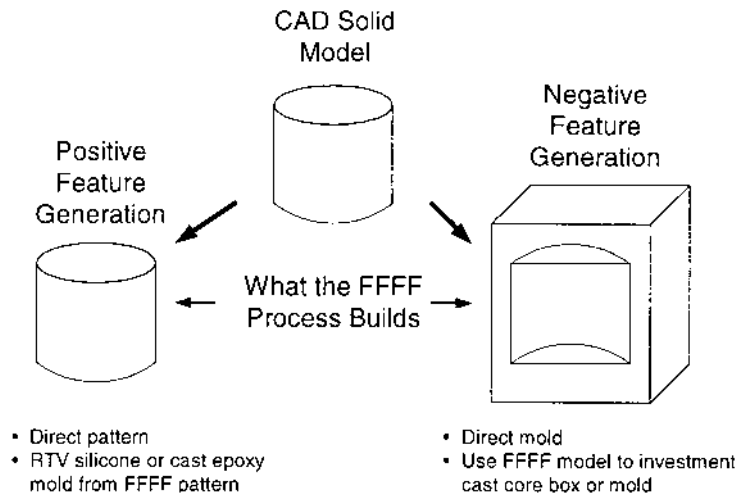 CAD Solid
Model
Positive
Feature
Generation
Negative
Feature
Generation
What the FFFF
Process Builds
• Direct pattern
• RTV silicone or cast epoxy
mold from FFFF pattern
• Direct mold
• Use FFFF model to investment
cast core box or mold